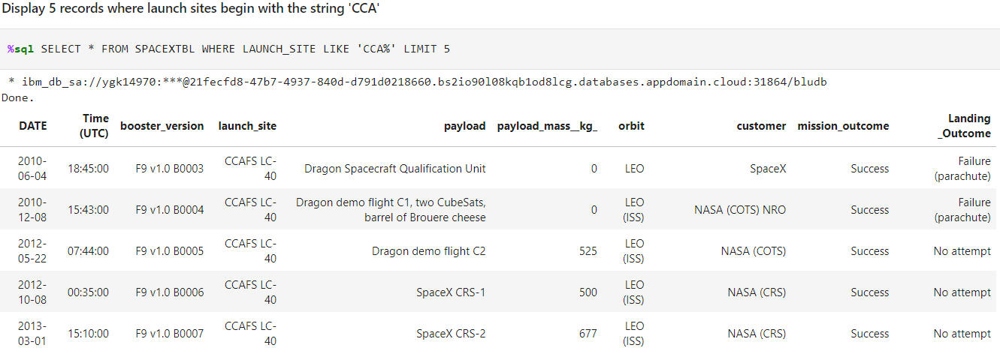 Display 5 records where launch sites begin with the string 'CCA'
%sql SELECT * FROM SPACEXTBL WHERE LAUNCH_SITE LIKE 'CCA%' LIMIT 5
* ibm_db_sa://ygk14970:***@21fecfd8-47b7-4937-840d-d791d0218660.bs2io90l08kqb1od8lcg.databases.appdomain.cloud:31864/bludb
Done.
DATE Time (UTC) booster_version launch_site payload payload_mass__kg_ orbit customer mission_outcome Landing _Outcome
2010-06-04 18:45:00 F9 v1.0 B0003 CCAFS LC-40 Dragon Spacecraft Qualification Unit 0 LEO SpaceX Success Failure (parachute)
2010-12-08 15:43:00 F9 v1.0 B0004 CCAFS LC-40 Dragon demo flight C1, two CubeSats, barrel of Brouere cheese 0 LEO (ISS) NASA (COTS) NRO Success Failure (parachute)
2012-05-22 07:44:00 F9 v1.0 B0005 CCAFS LC-40 Dragon demo flight C2 525 LEO (ISS) NASA (COTS) Success No attempt
2012-10-08 00:35:00 F9 v1.0 B0006 CCAFS LC-40 SpaceX CRS-1 500 LEO (ISS) NASA (CRS) Success No attempt
2013-03-01 15:10:00 F9 v1.0 B0007 CCAFS LC-40 SpaceX CRS-2 677 LEO (ISS) NASA (CRS) Success No attempt